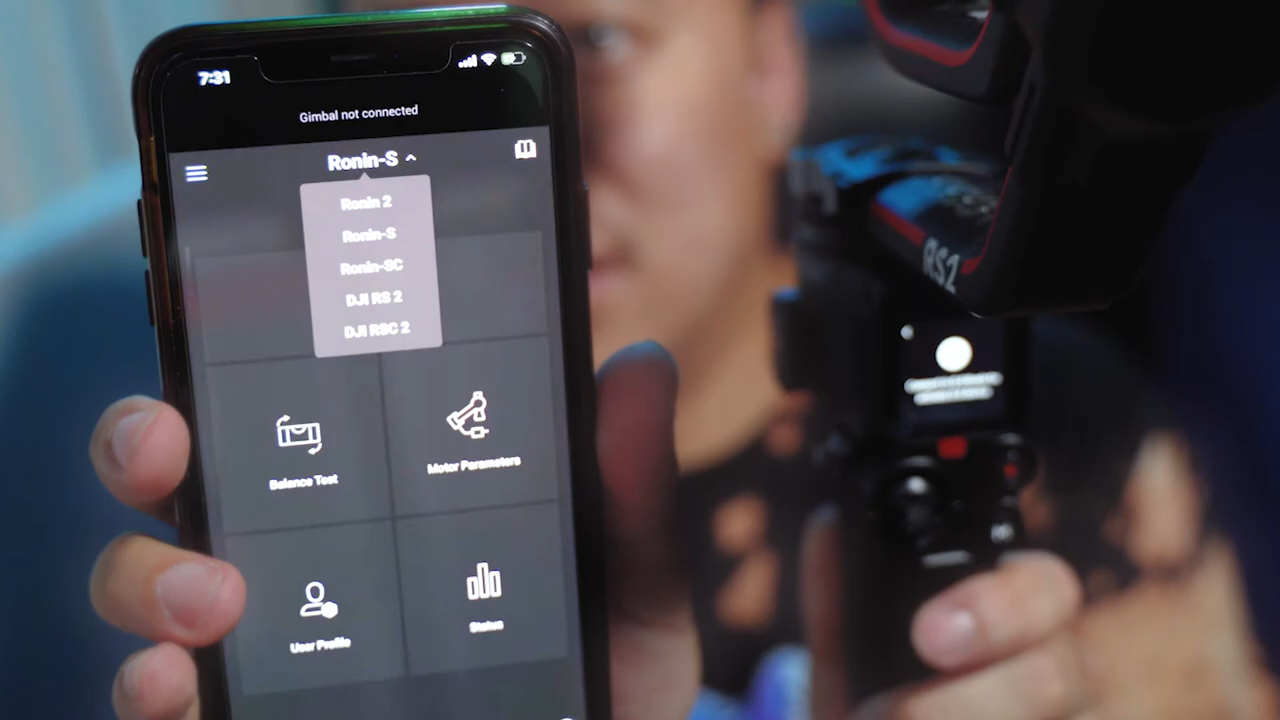 7:31
Gimbal not connected
Ronin-S
Ronin 2
Ronin-S
Ronin-SC
DJI RS 2
DJI RSC 2
Balance Test
Motor Parameters
User Profile
Status
RS2